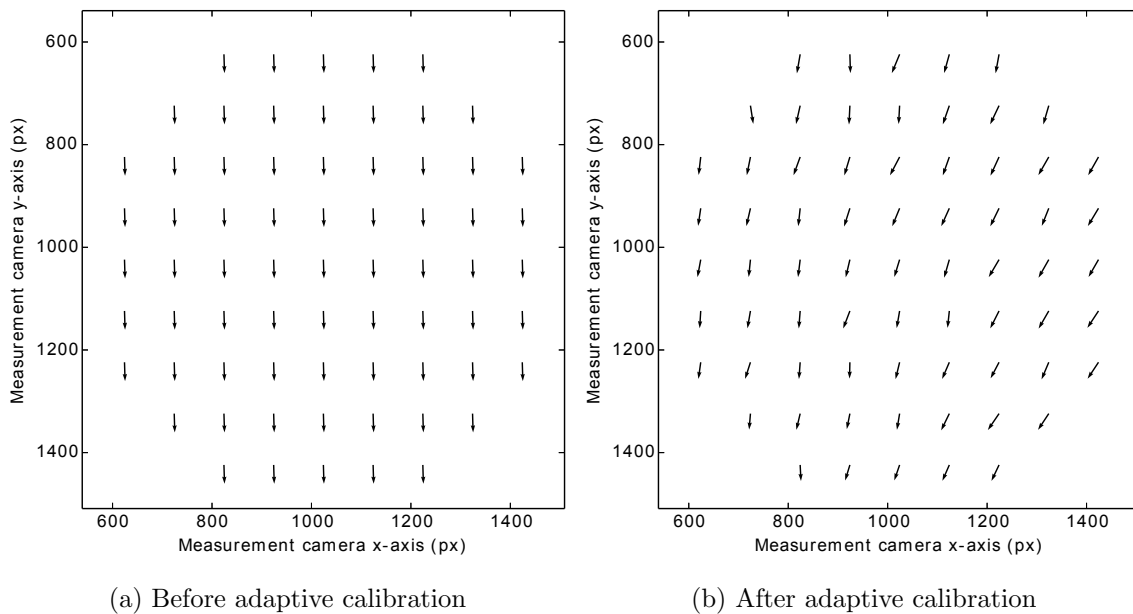 600
800
1000
1200
1400
Measurement camera y-axis (px)
600 800 1000 1200 1400
Measurement camera x-axis (px)
(a) Before adaptive calibration
600
800
1000
1200
1400
Measurement camera y-axis (px)
600 800 1000 1200 1400
Measurement camera x-axis (px)
(b) After adaptive calibration